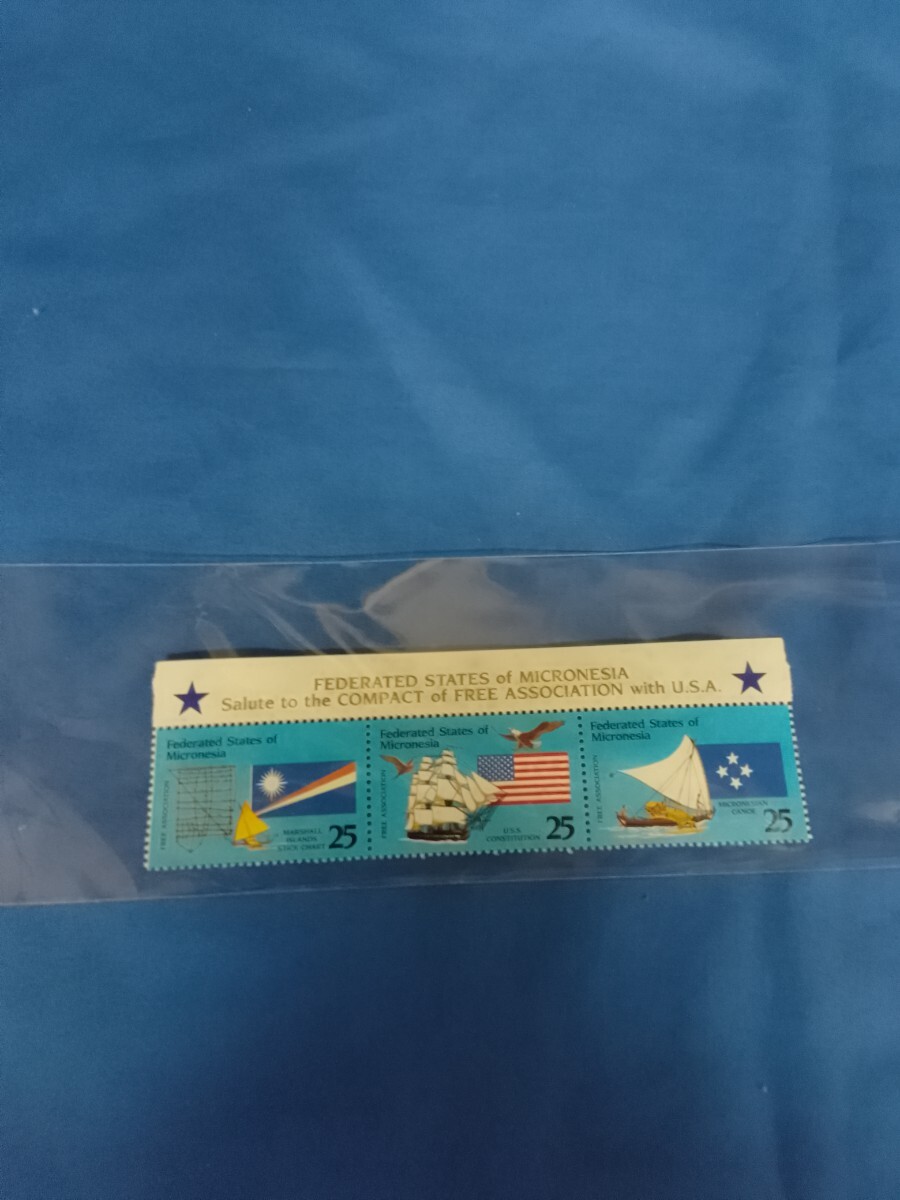 FEDERATED STATES of MICRONESIA
Salute to the COMPACT of FREE ASSOCIATION with U.S.A.
Federated States of
Micronesia
FREE ASSOCIATION
MARSHALL
ISLANDS
STICK CHART
25
Federated States of
Micronesia
FREE ASSOCIATION
U.S.S.
CONSTITUTION
25
Federated States of
Micronesia
FREE ASSOCIATION
MICRONESIAN
CANOE
25